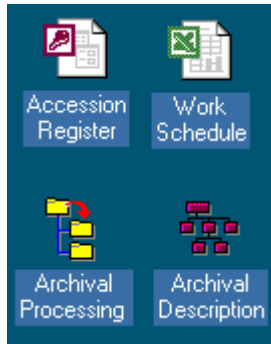 Accession
Register
Work
Schedule
Archival
Processing
Archival
Description